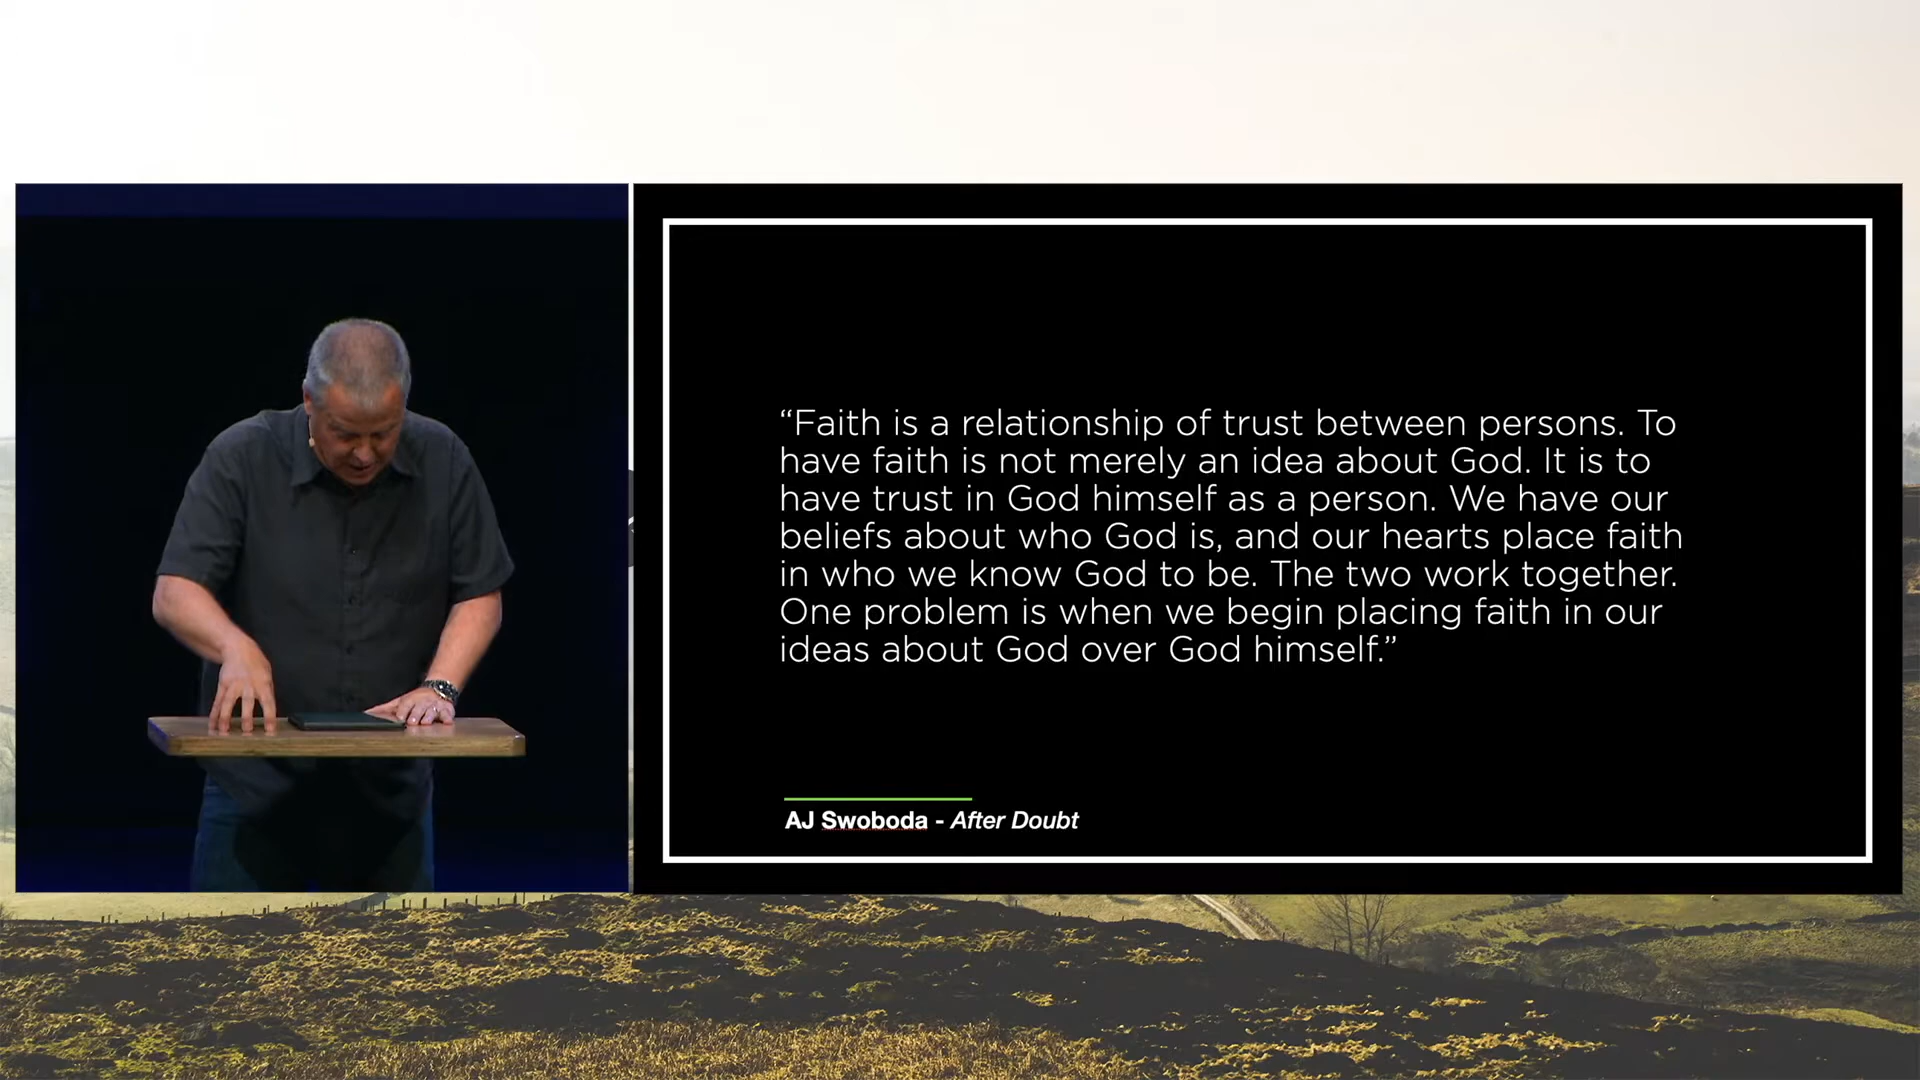 “Faith is a relationship of trust between persons. To
have faith is not merely an idea about God. It is to
have trust in God himself as a person. We have our
beliefs about who God is, and our hearts place faith
in who we know God to be. The two work together.
One problem is when we begin placing faith in our
ideas about God over God himself.”
AJ Swoboda - After Doubt